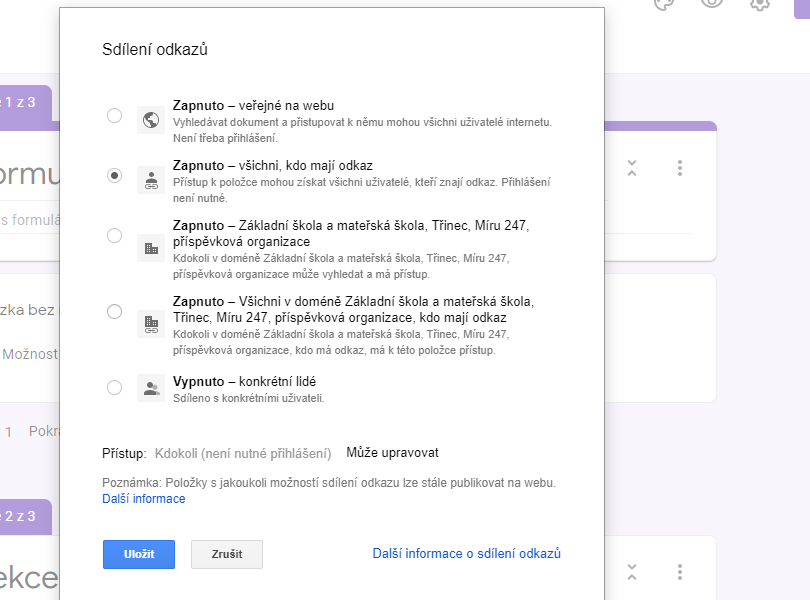 Sdílení odkazů
Zapnuto – veřejné na webu
Vyhledávat dokument a přistupovat k němu mohou všichni uživatelé internetu.
Není třeba přihlášení.
Zapnuto – všichni, kdo mají odkaz
Přístup k položce mohou získat všichni uživatelé, kteří znají odkaz. Přihlášení
není nutné.
Zapnuto – Základní škola a mateřská škola, Třinec, Míru 247,
příspěvková organizace
Kdokoli v doméně Základní škola a mateřská škola, Třinec, Míru 247,
příspěvková organizace může vyhledat a má přístup.
Zapnuto – Všichni v doméně Základní škola a mateřská škola,
Třinec, Míru 247, příspěvková organizace, kdo mají odkaz
Kdokoli v doméně Základní škola a mateřská škola, Třinec, Míru 247,
příspěvková organizace, kdo má odkaz, má k této položce přístup.
Vypnuto – konkrétní lidé
Sdíleno s konkrétními uživateli.
Přístup: Kdokoli (není nutné přihlášení) Může upravovat
Poznámka: Položky s jakoukoli možností sdílení odkazu lze stále publikovat na webu.
Další informace
Uložit Zrušit Další informace o sdílení odkazů
1 z 3
ormu
s formulá
zka bez
Možnost
1 Pokra
2 z 3
ekce